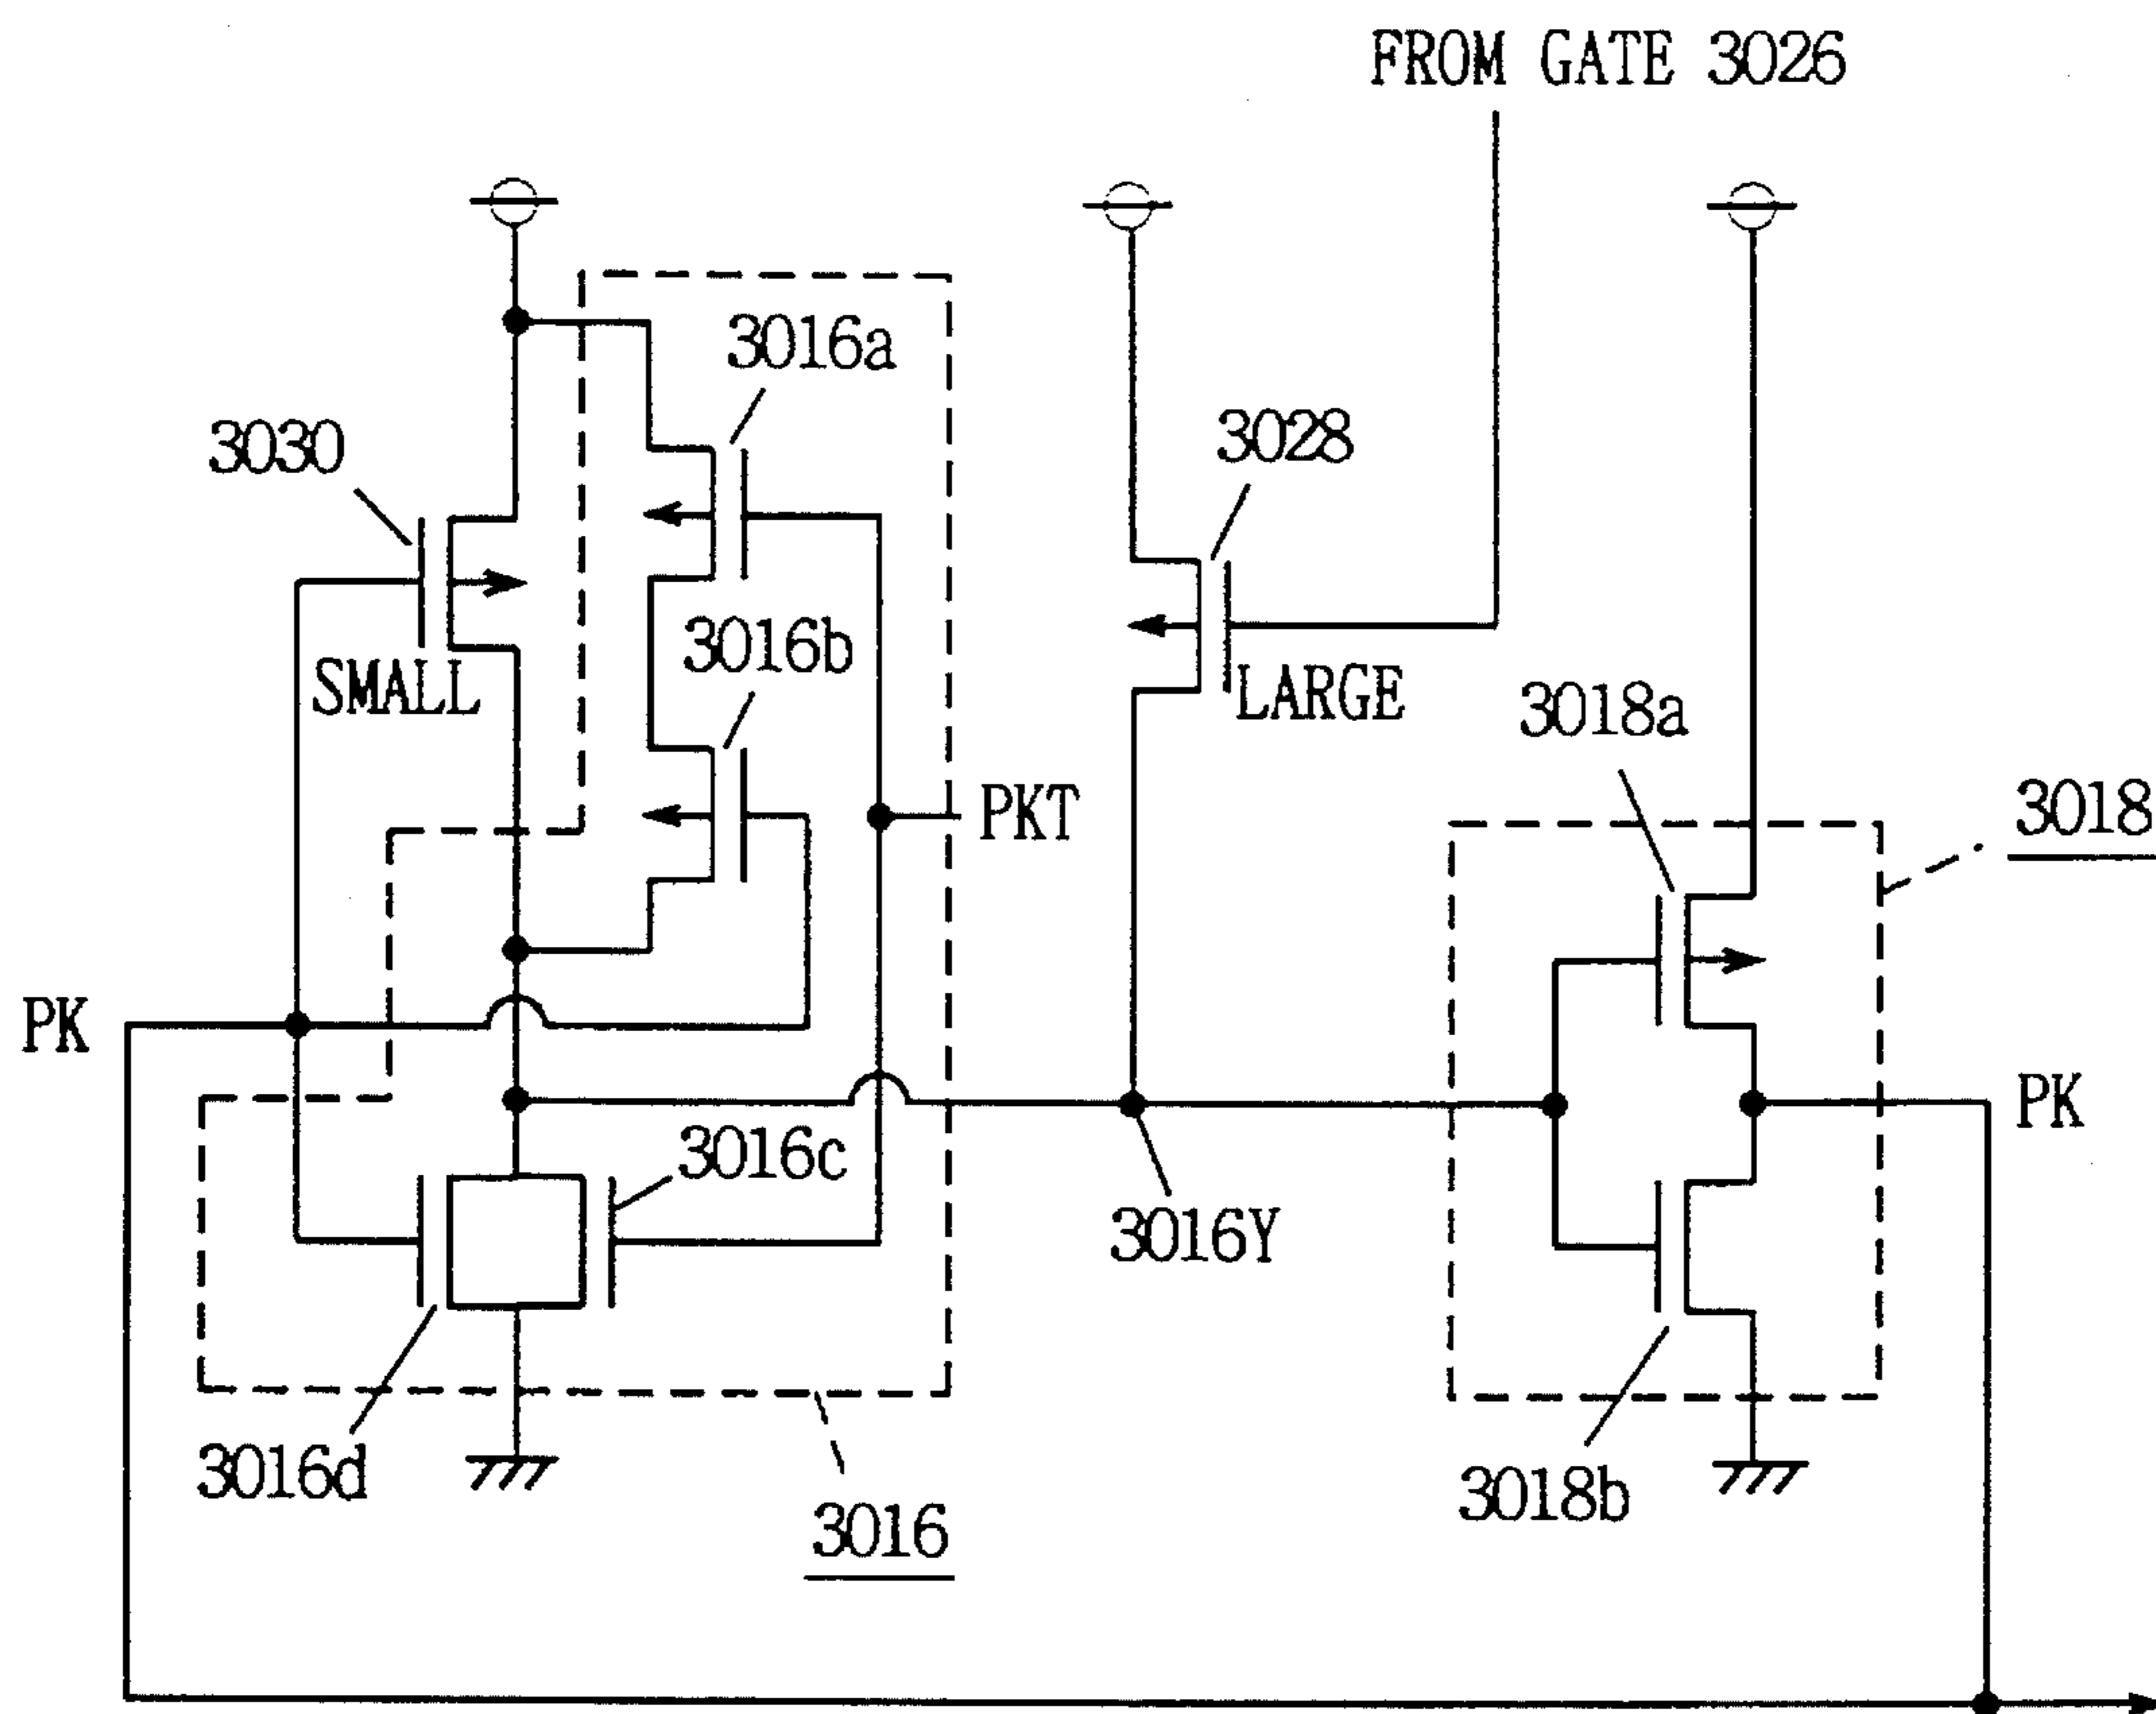 FROM GATE 3026
3016a
3030
3028
3016b
SMALL
LARGE
3018a
PKT
3018
PK
PK
3016c
3016Y
3016d
3018b
3016